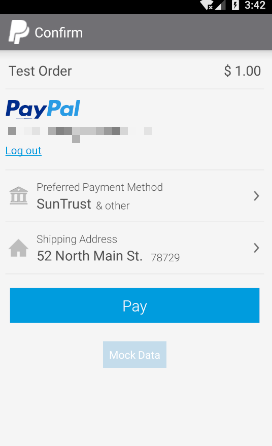 3:42
Confirm
Test Order $ 1.00
PayPal
Log out
Preferred Payment Method
SunTrust & other
Shipping Address
52 North Main St. 78729
Pay
Mock Data